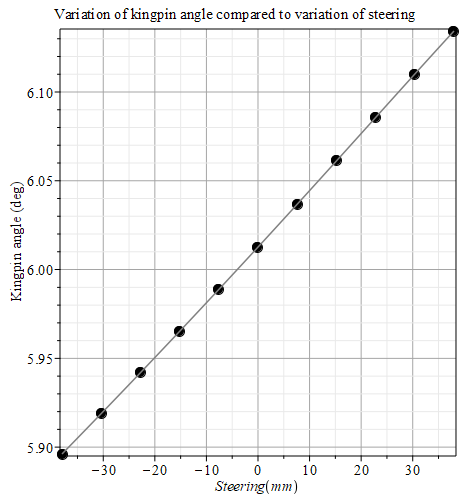 Variation of kingpin angle compared to variation of steering
6.10
6.05
6.00
5.95
5.90
Kingpin angle (deg)
−30 −20 −10 0 10 20 30
Steering(mm)